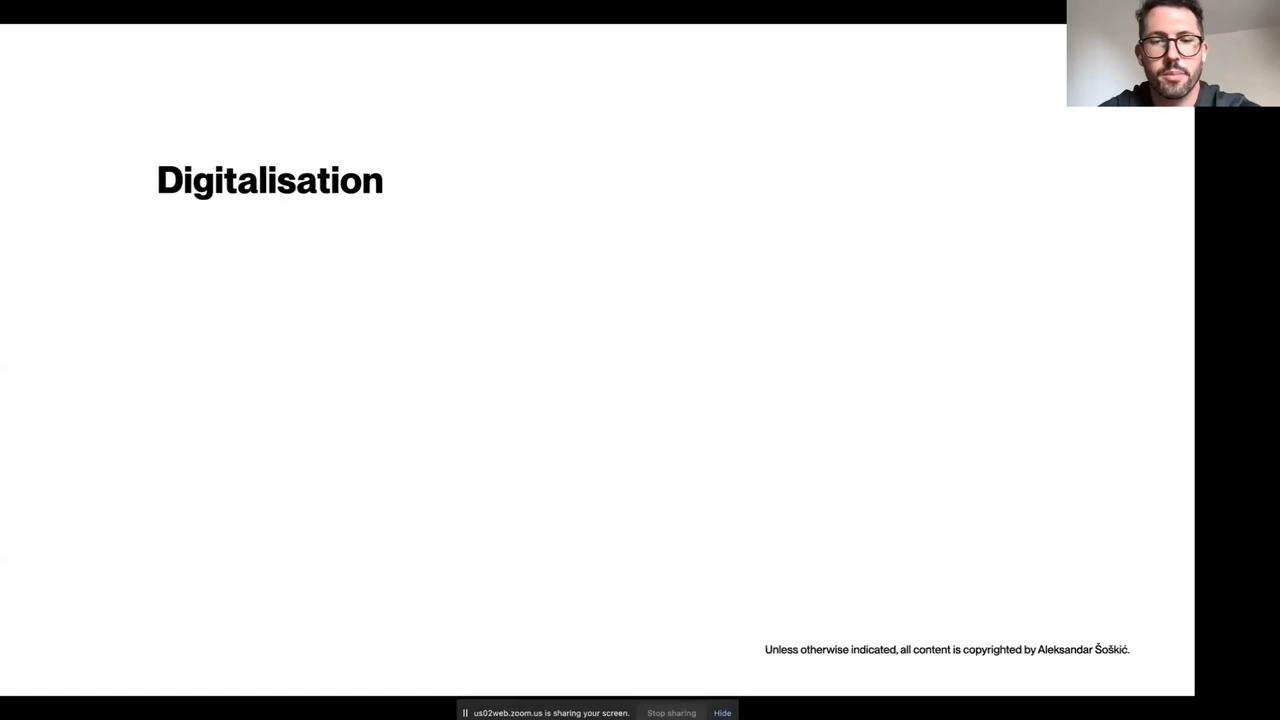 Digitalisation
Unless otherwise indicated, all content is copyrighted by Aleksandar Šoškić.
us02web.zoom.us is sharing your screen. Stop sharing Hide